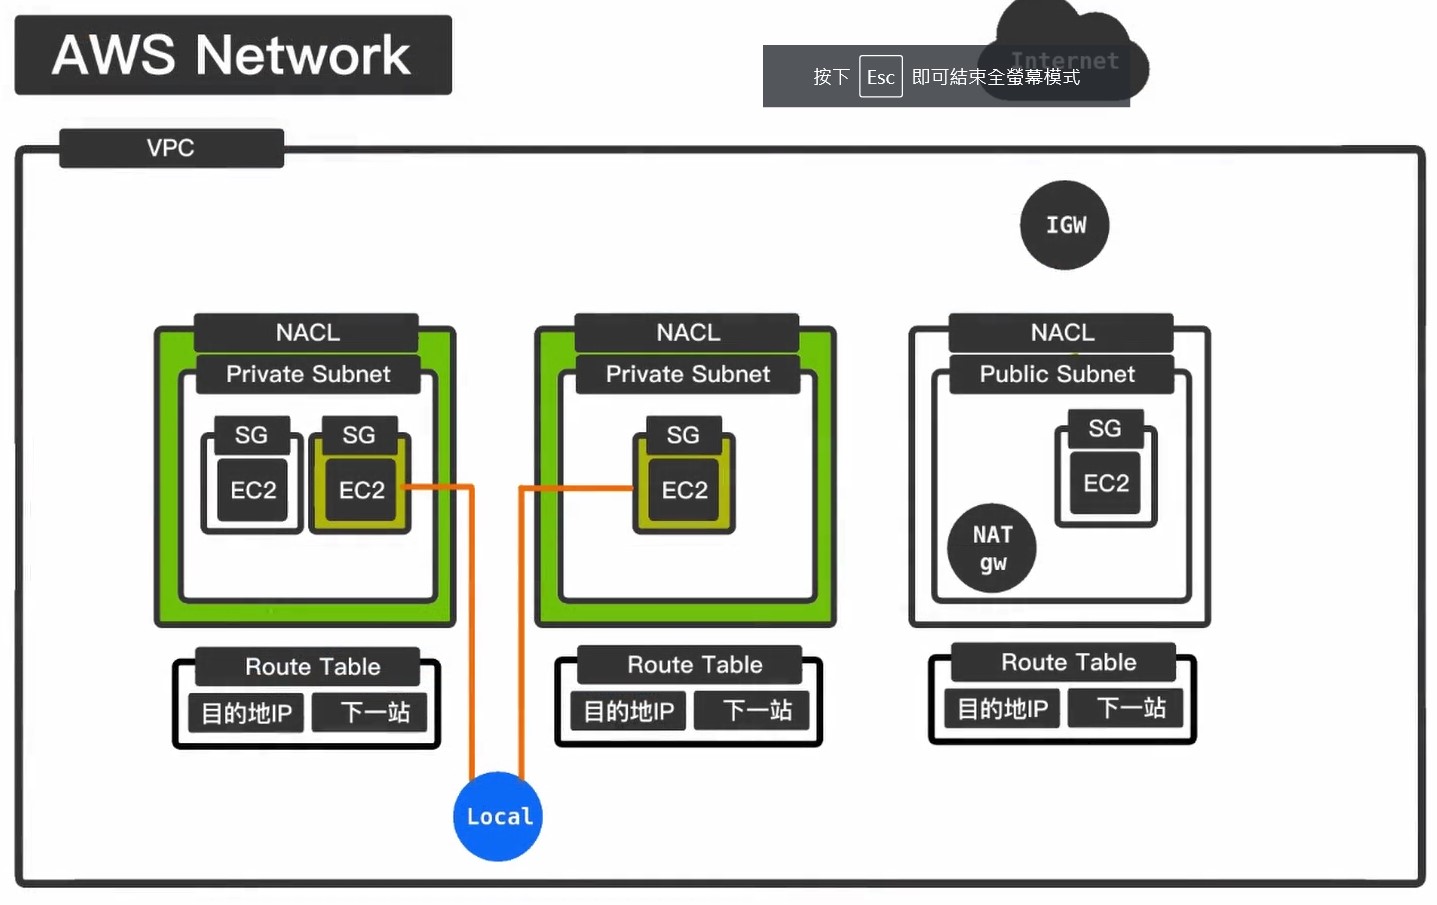 AWS Network
Internet
按下 Esc 即可結束全螢幕模式
VPC
IGW
NACL
Private Subnet
SG
EC2
SG
EC2
Route Table
目的地IP
下一站
NACL
Private Subnet
SG
EC2
Route Table
目的地IP
下一站
NACL
Public Subnet
SG
EC2
NAT
gw
Route Table
目的地IP
下一站
Local